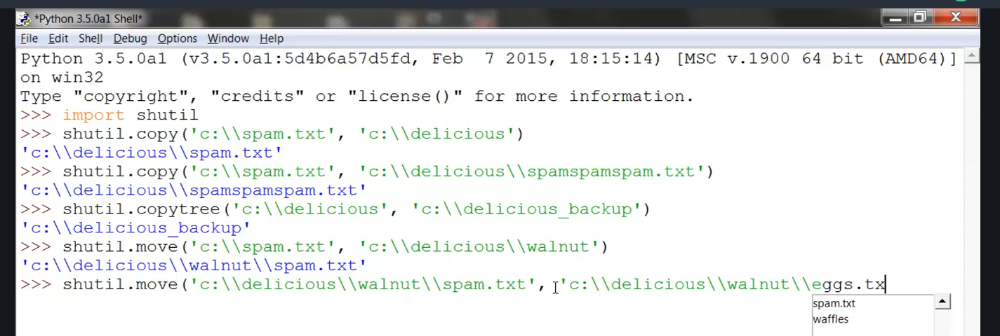 *Python 3.5.0a1 Shell*
File Edit Shell Debug Options Window Help
Python 3.5.0a1 (v3.5.0a1:5d4b6a57d5fd, Feb  7 2015, 18:15:14) [MSC v.1900 64 bit (AMD64)]
on win32
Type "copyright", "credits" or "license()" for more information.
>>> import shutil
>>> shutil.copy('c:\\spam.txt', 'c:\\delicious')
'c:\\delicious\\spam.txt'
>>> shutil.copy('c:\\spam.txt', 'c:\\delicious\\spamspamspam.txt')
'c:\\delicious\\spamspamspam.txt'
>>> shutil.copytree('c:\\delicious', 'c:\\delicious_backup')
'c:\\delicious_backup'
>>> shutil.move('c:\\spam.txt', 'c:\\delicious\\walnut')
'c:\\delicious\\walnut\\spam.txt'
>>> shutil.move('c:\\delicious\\walnut\\spam.txt', 'c:\\delicious\\walnut\\eggs.tx
spam.txt
waffles